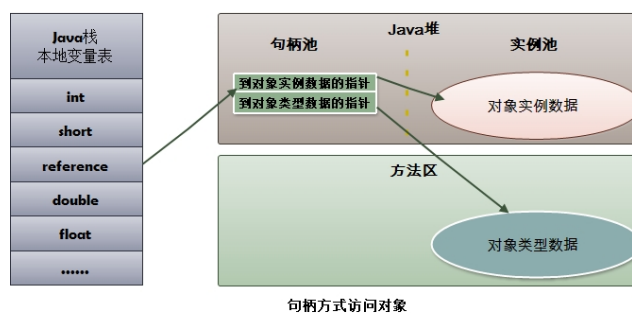 Java栈
本地变量表
int
short
reference
double
float
......
Java堆
句柄池
实例池
到对象实例数据的指针
到对象类型数据的指针
对象实例数据
方法区
对象类型数据
句柄方式访问对象